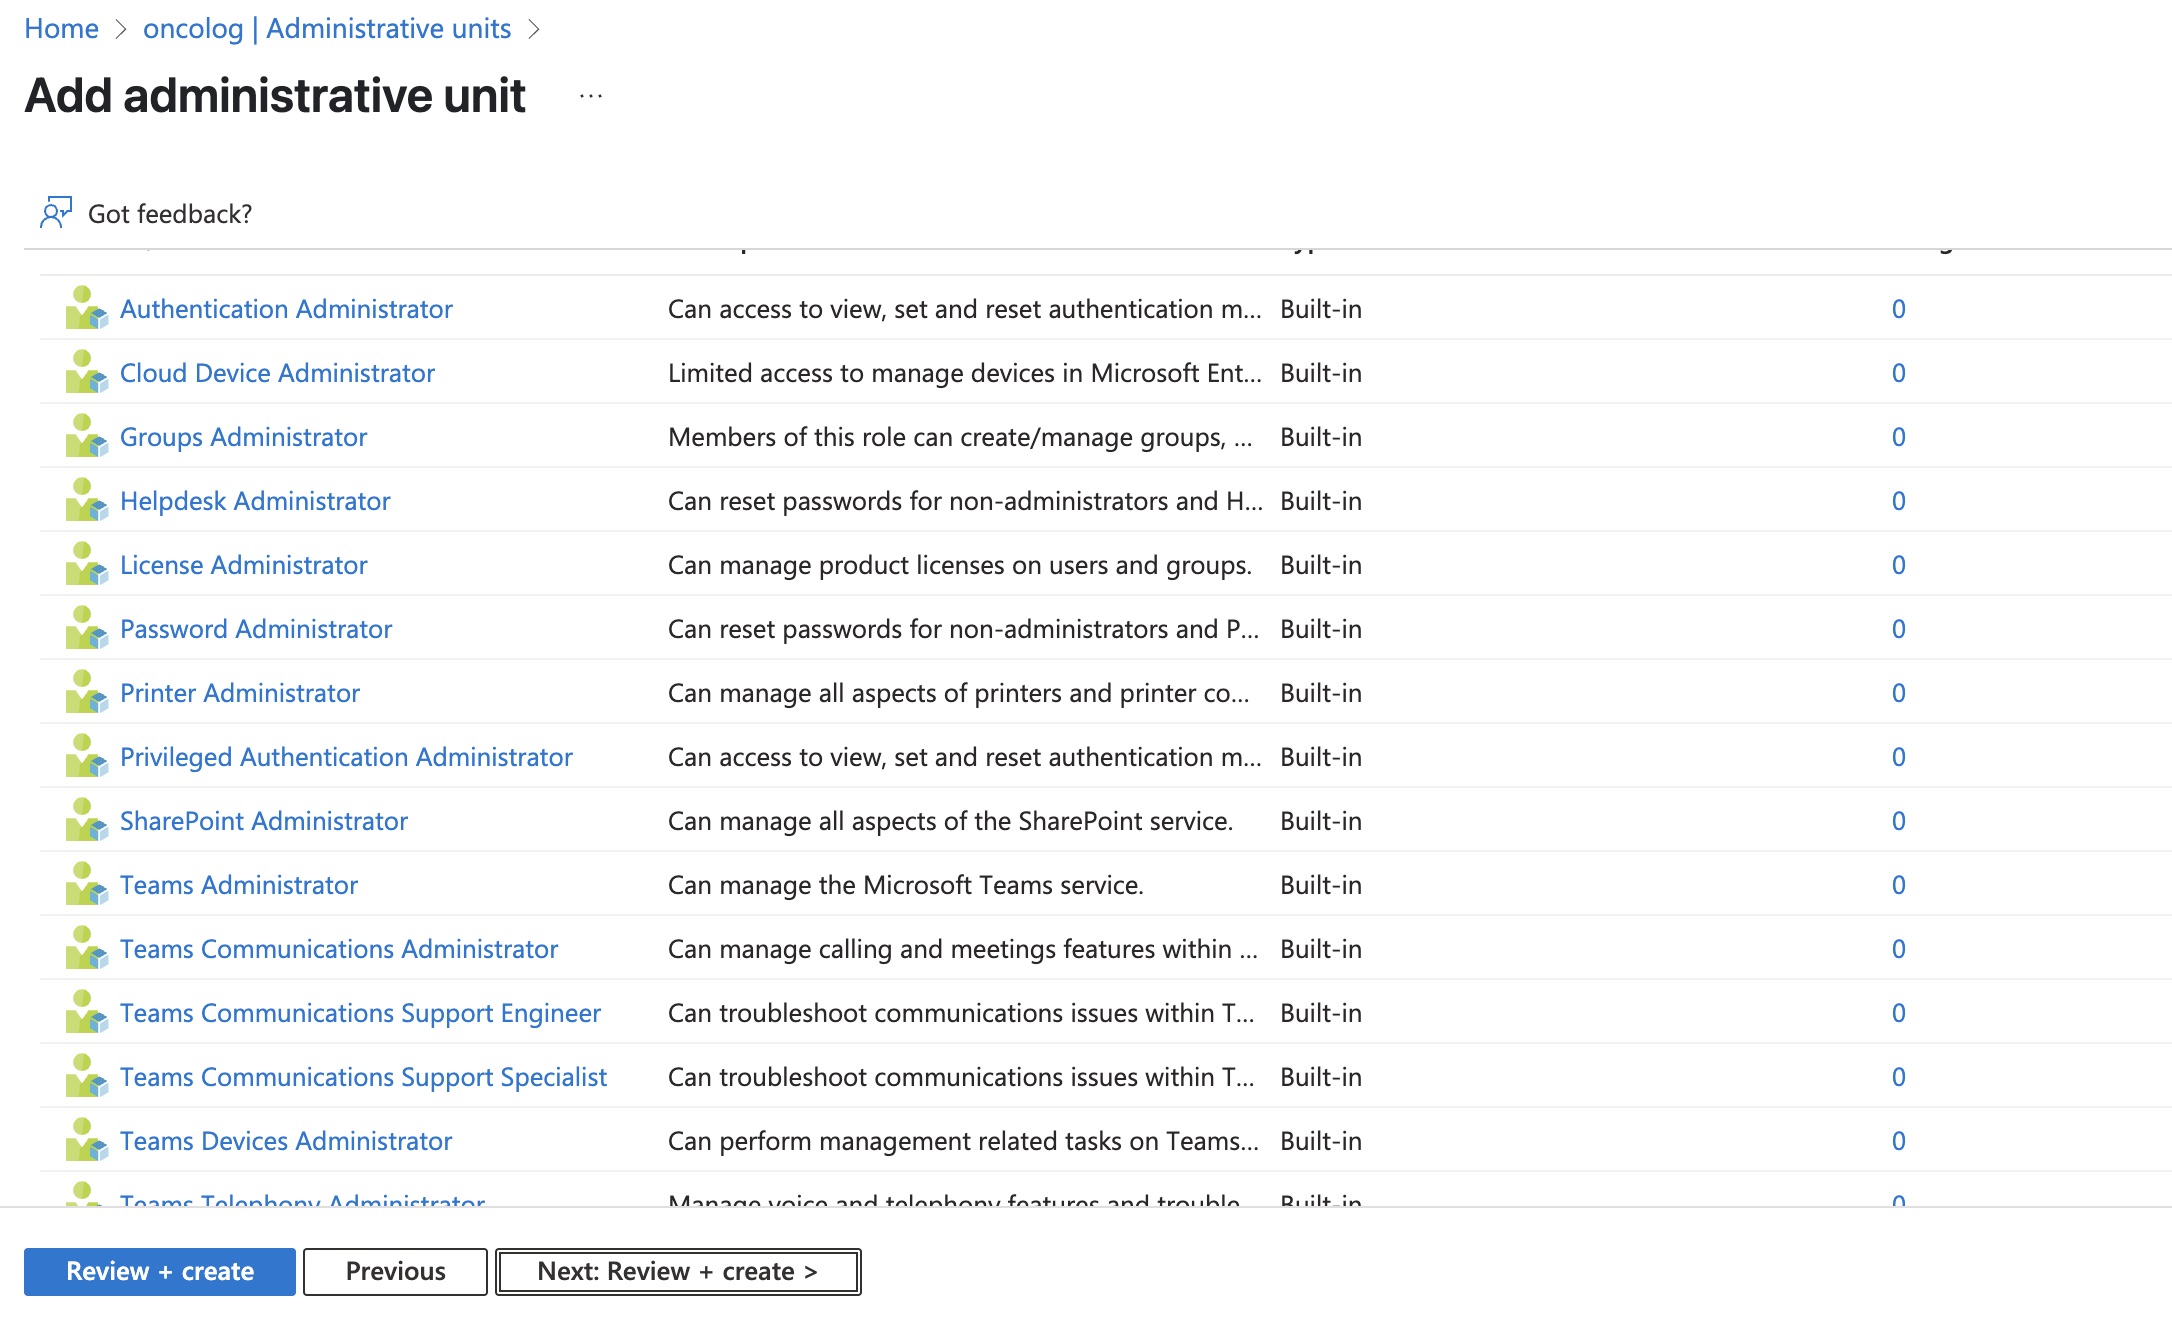 Home > oncolog | Administrative units >
Add administrative unit ...
Got feedback?
Authentication Administrator Can access to view, set and reset authentication m... Built-in 0
Cloud Device Administrator Limited access to manage devices in Microsoft Ent... Built-in 0
Groups Administrator Members of this role can create/manage groups, ... Built-in 0
Helpdesk Administrator Can reset passwords for non-administrators and H... Built-in 0
License Administrator Can manage product licenses on users and groups. Built-in 0
Password Administrator Can reset passwords for non-administrators and P... Built-in 0
Printer Administrator Can manage all aspects of printers and printer co... Built-in 0
Privileged Authentication Administrator Can access to view, set and reset authentication m... Built-in 0
SharePoint Administrator Can manage all aspects of the SharePoint service. Built-in 0
Teams Administrator Can manage the Microsoft Teams service. Built-in 0
Teams Communications Administrator Can manage calling and meetings features within ... Built-in 0
Teams Communications Support Engineer Can troubleshoot communications issues within T... Built-in 0
Teams Communications Support Specialist Can troubleshoot communications issues within T... Built-in 0
Teams Devices Administrator Can perform management related tasks on Teams... Built-in 0
Teams Telephony Administrator Manage voice and telephony features and trouble... Built-in 0
Review + create Previous Next: Review + create >